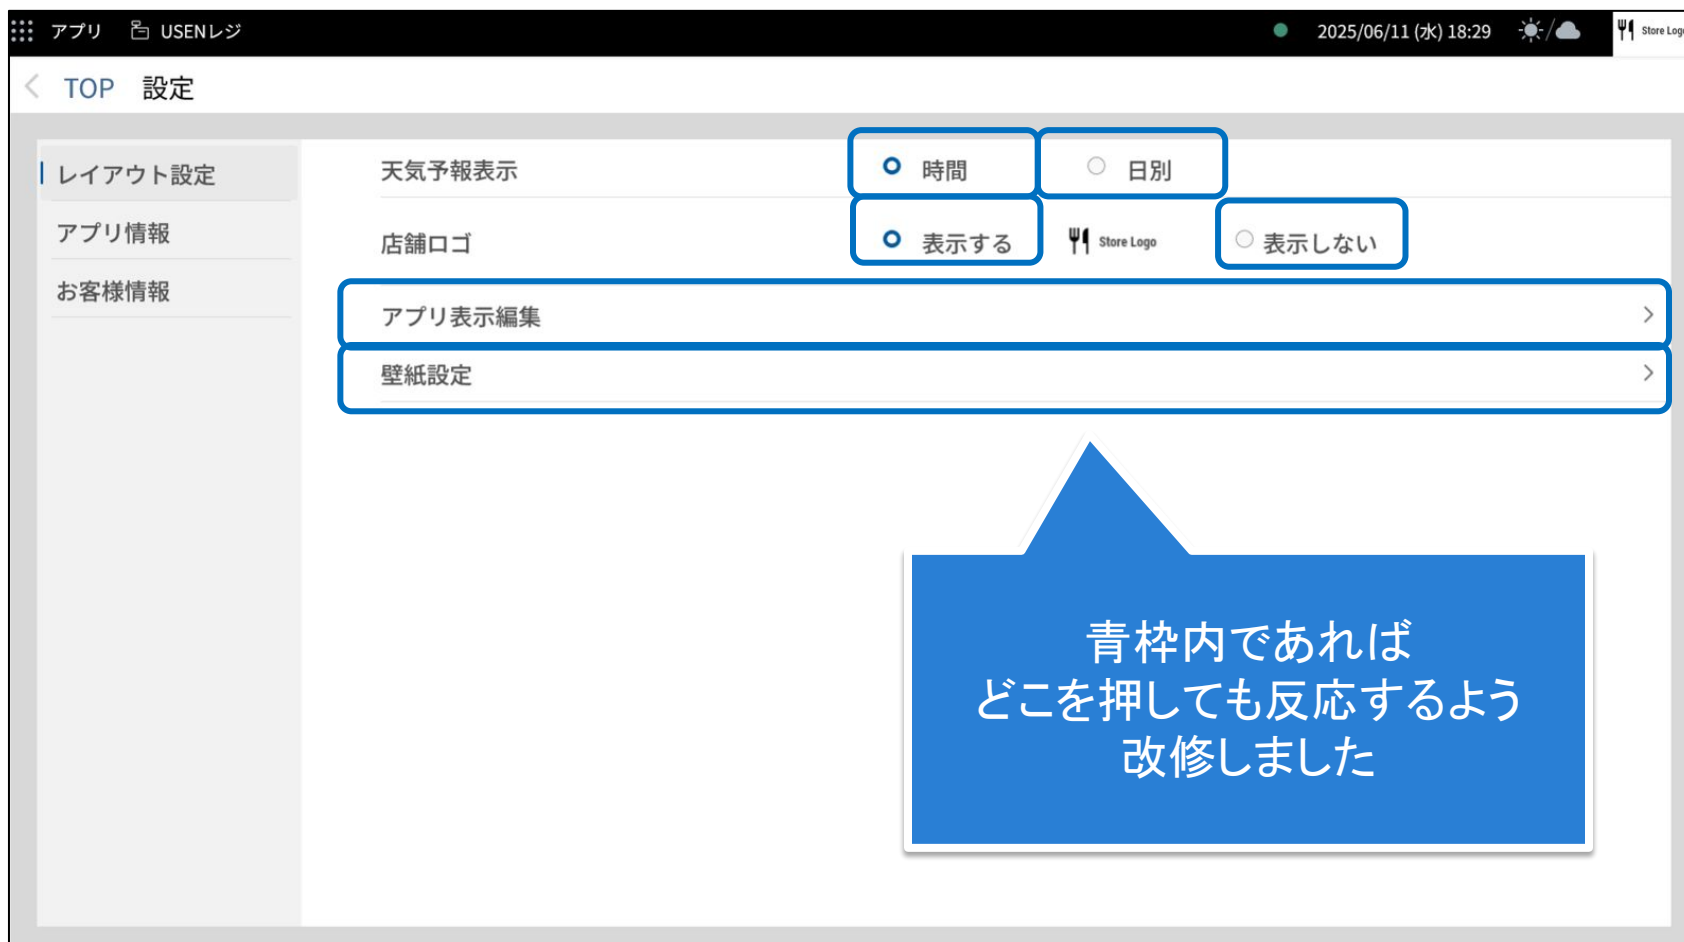 アプリ USENレジ 2025/06/11 (水) 18:29 Store Logo
TOP 設定
レイアウト設定
アプリ情報
お客様情報
天気予報表示 時間 日別
店舗ロゴ 表示する Store Logo 表示しない
アプリ表示編集
壁紙設定
青枠内であれば
どこを押しても反応するよう
改修しました